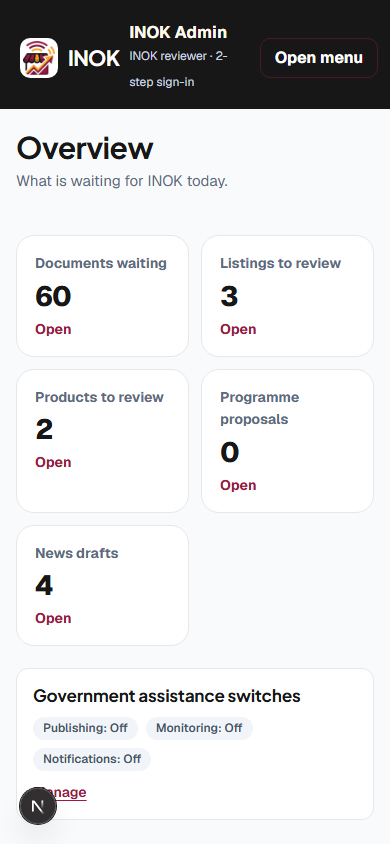 INOK
INOK Admin
INOK reviewer · 2-
step sign-in
Open menu
Overview
What is waiting for INOK today.
Documents waiting
60
Open
Listings to review
3
Open
Products to review
2
Open
Programme
proposals
0
Open
News drafts
4
Open
Government assistance switches
Publishing: Off
Monitoring: Off
Notifications: Off
anage
N